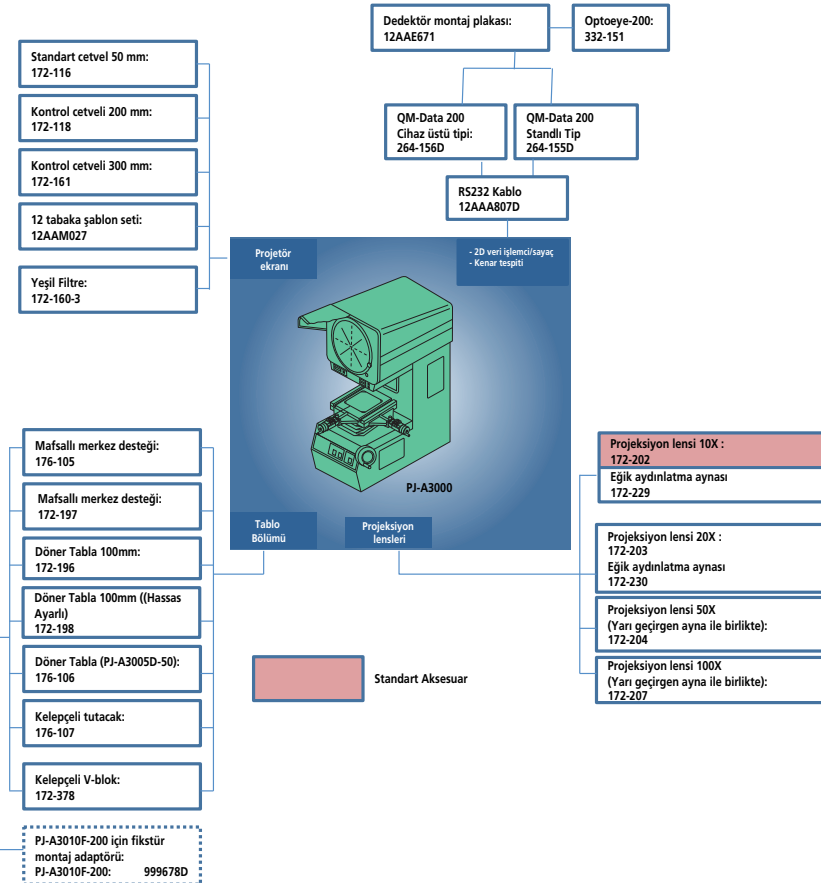 Dedektör montaj plakası:
12AAE671
Optoeye-200:
332-151
Standart cetvel 50 mm:
172-116
Kontrol cetveli 200 mm:
172-118
Kontrol cetveli 300 mm:
172-161
12 tabaka şablon seti:
12AAM027
Yeşil Filtre:
172-160-3
QM-Data 200
Cihaz üstü tipi:
264-156D
QM-Data 200
Standlı Tip
264-155D
RS232 Kablo
12AAA807D
Projetör
ekranı
- 2D veri işlemci/sayaç
- Kenar tespiti
PJ-A3000
Tablo
Bölümü
Projeksiyon
lensleri
Mafsallı merkez desteği:
176-105
Mafsallı merkez desteği:
172-197
Döner Tabla 100mm:
172-196
Döner Tabla 100mm ((Hassas
Ayarlı)
172-198
Döner Tabla (PJ-A3005D-50):
176-106
Kelepçeli tutacak:
176-107
Kelepçeli V-blok:
172-378
PJ-A3010F-200 için fikstür
montaj adaptörü:
PJ-A3010F-200: 999678D
Standart Aksesuar
Projeksiyon lensi 10X :
172-202
Eğik aydınlatma aynası
172-229
Projeksiyon lensi 20X :
172-203
Eğik aydınlatma aynası
172-230
Projeksiyon lensi 50X
(Yarı geçirgen ayna ile birlikte):
172-204
Projeksiyon lensi 100X
(Yarı geçirgen ayna ile birlikte):
172-207